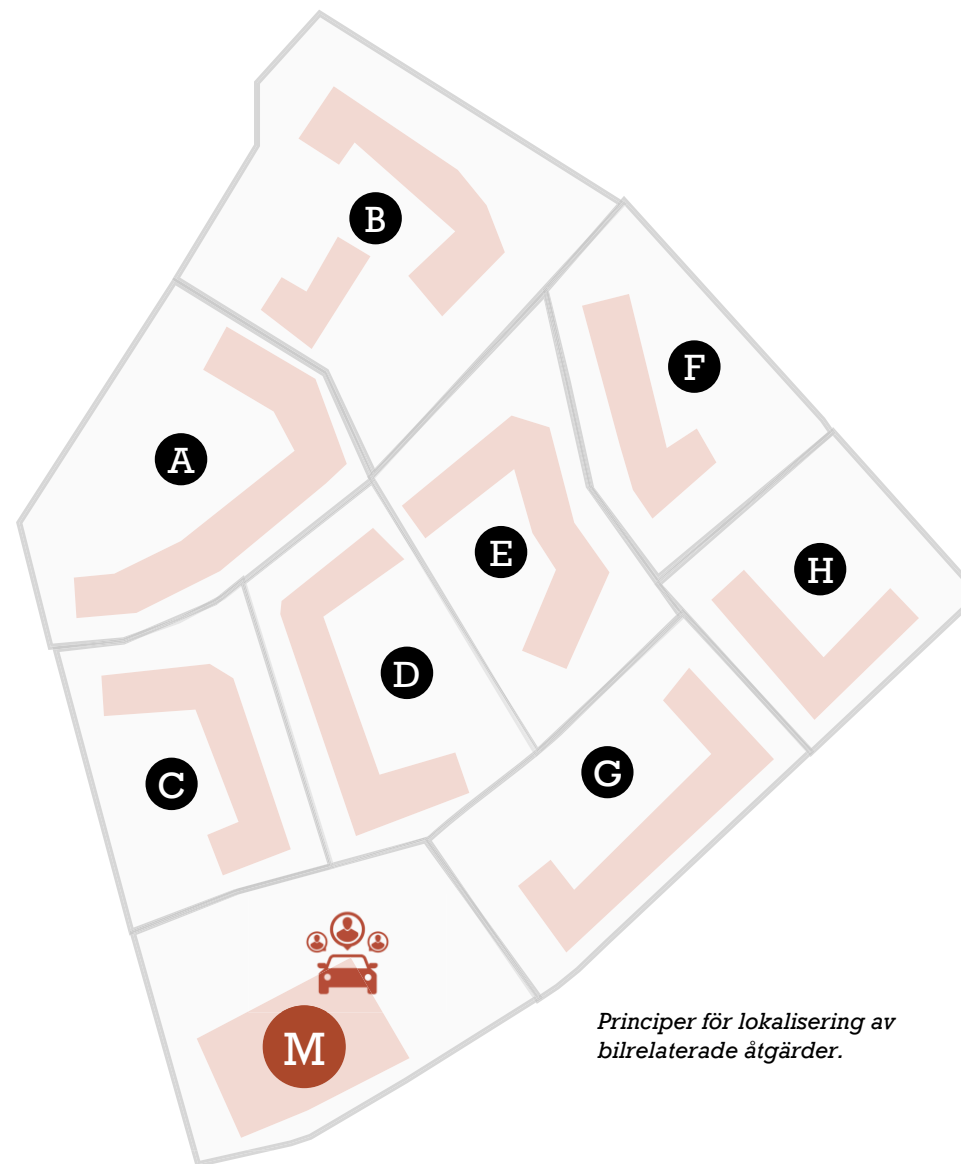 B
F
A
E
H
D
G
C
M
Principer för lokalisering av
bilrelaterade åtgärder.